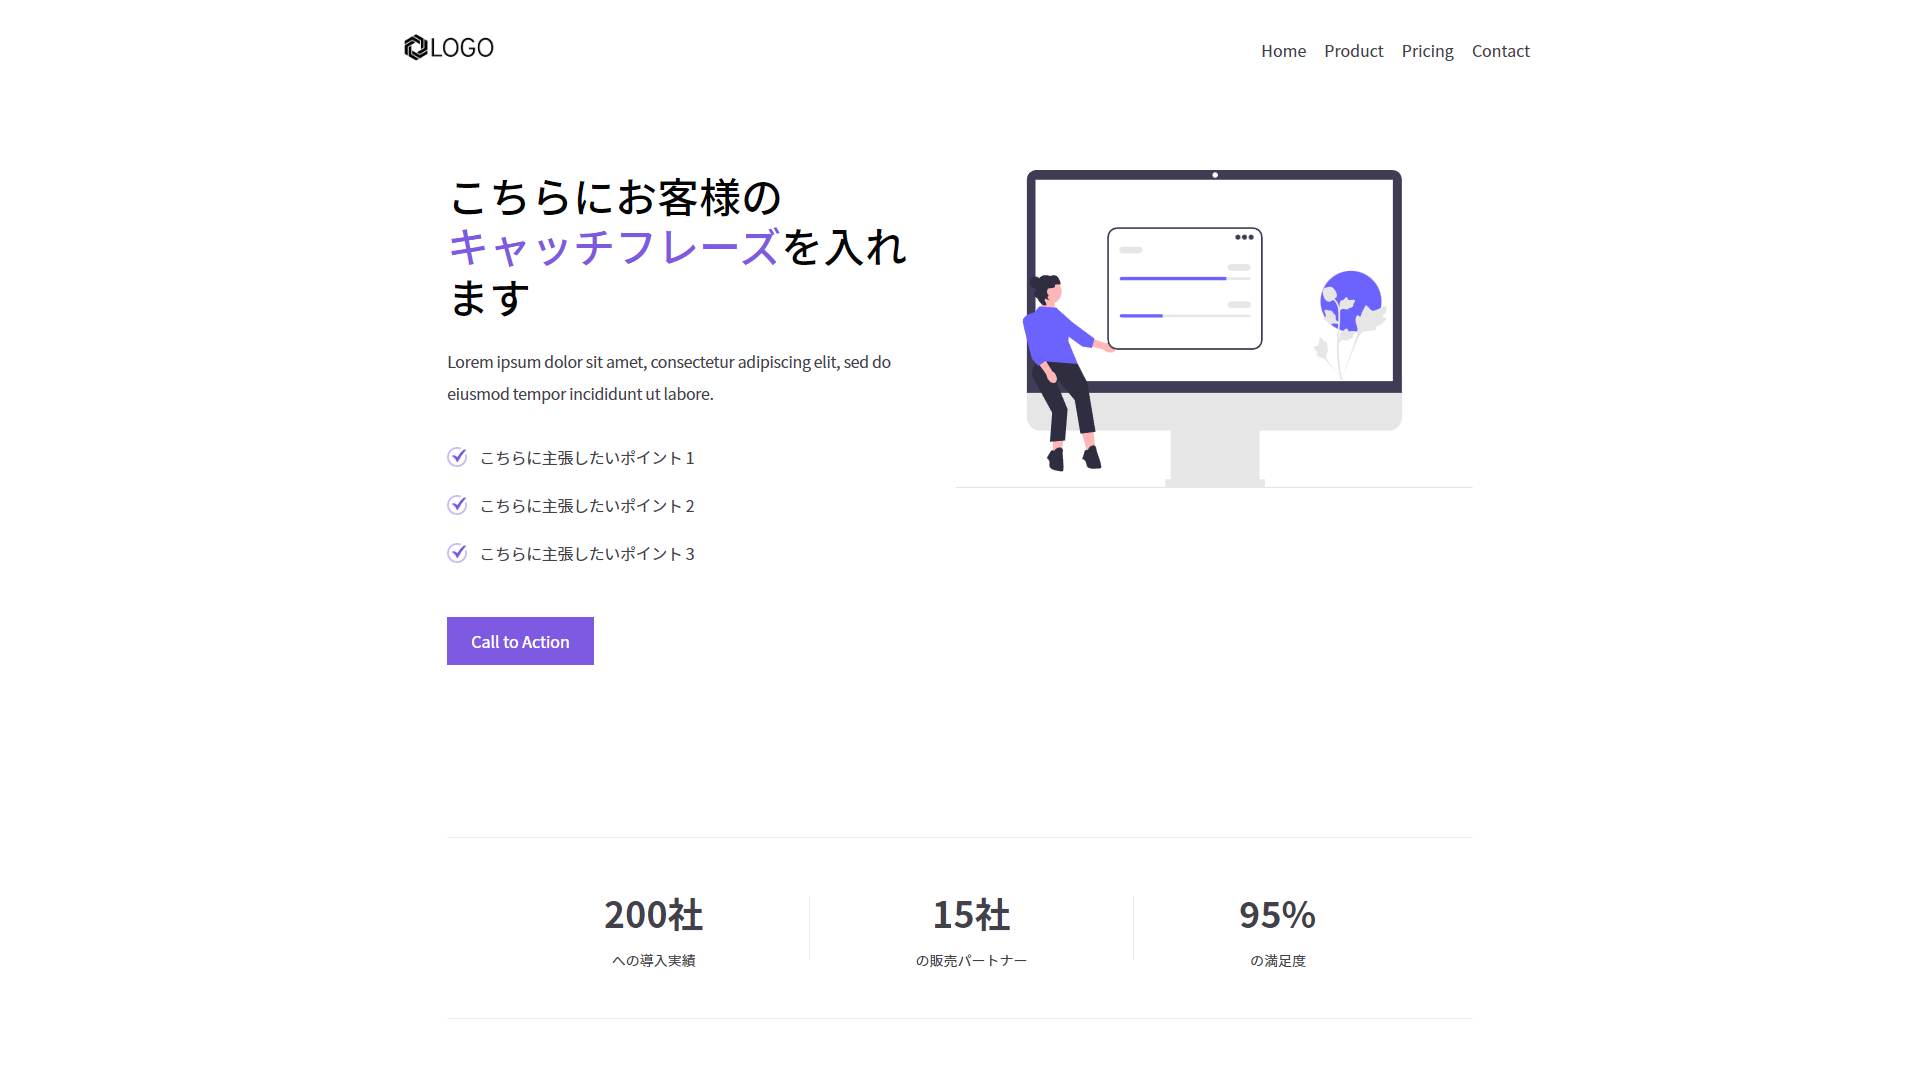 LOGO
Home Product Pricing Contact
こちらにお客様の
キャッチフレーズを入れ
ます
Lorem ipsum dolor sit amet, consectetur adipiscing elit, sed do
eiusmod tempor incididunt ut labore.
こちらに主張したいポイント 1
こちらに主張したいポイント 2
こちらに主張したいポイント 3
Call to Action
200社 15社 95%
への導入実績 の販売パートナー の満足度